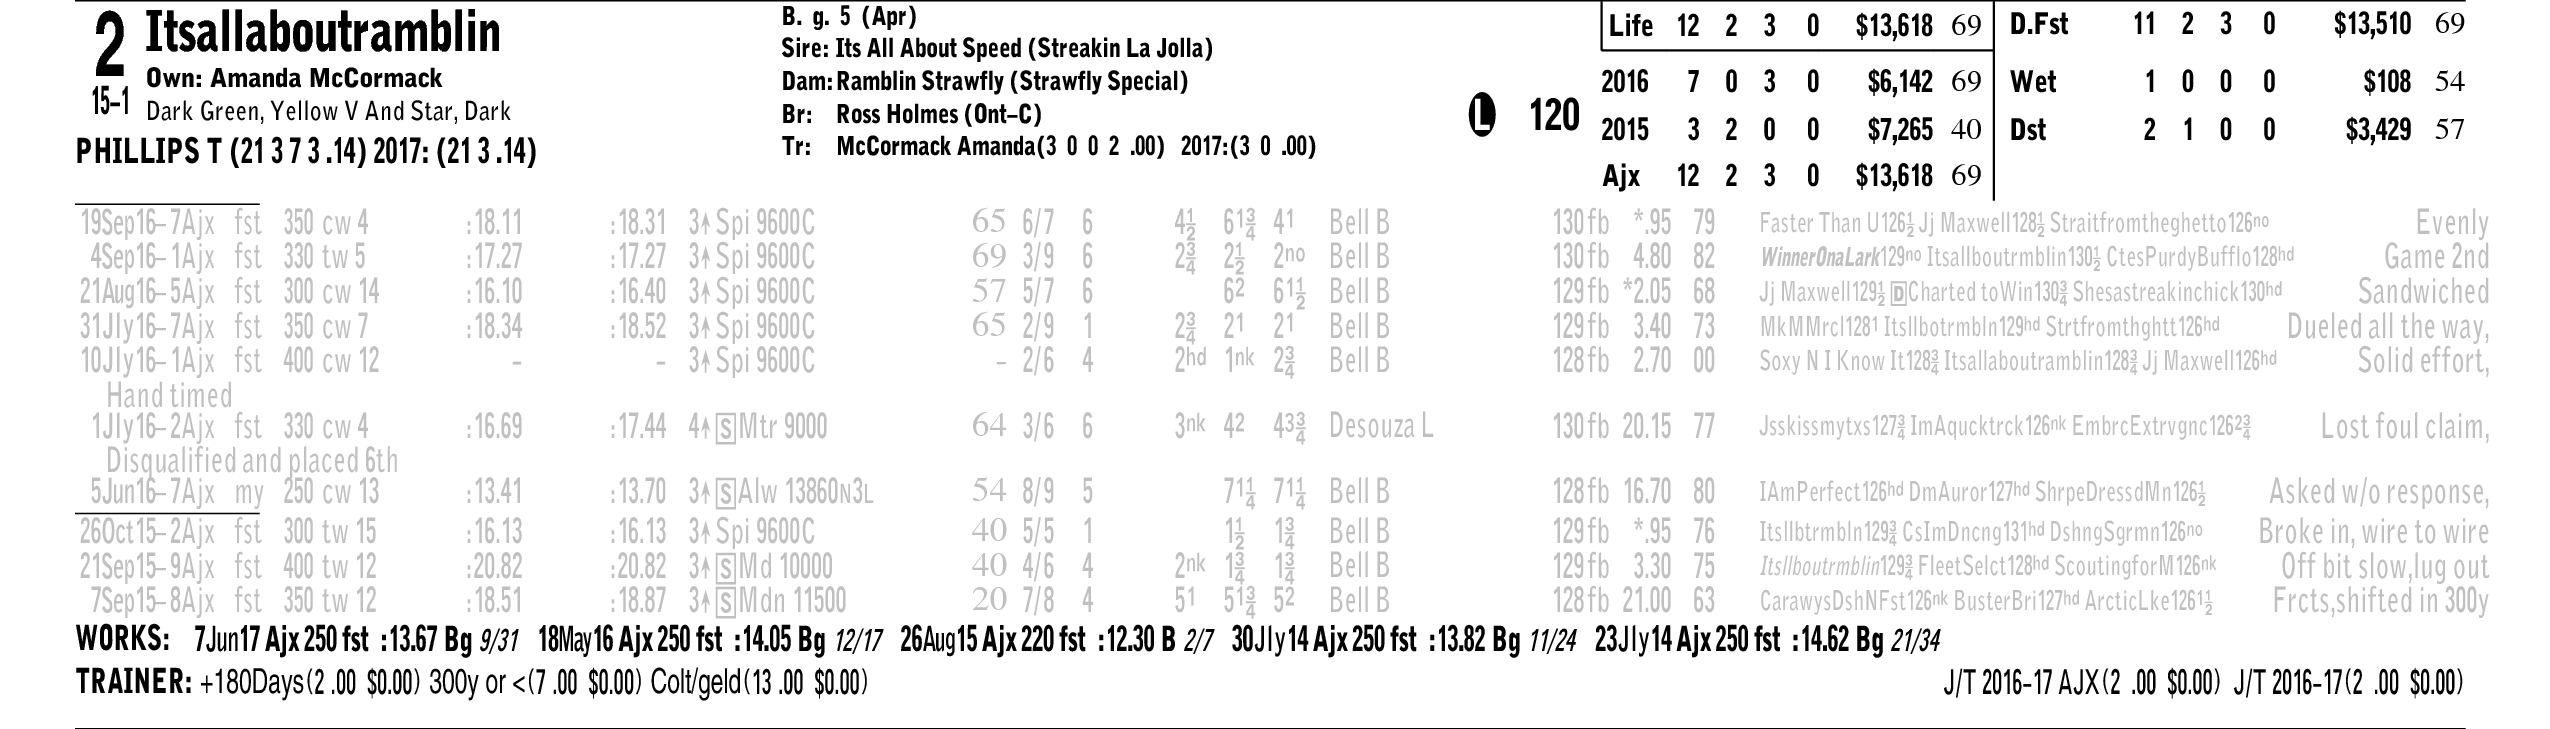 2 Itsallaboutramblin
Own: Amanda McCormack
15–1 Dark Green, Yellow V And Star, Dark
PHILLIPS T (21 3 7 3 .14) 2017: (21 3 .14)
B. g. 5 (Apr)
Sire: Its All About Speed (Streakin La Jolla)
Dam: Ramblin Strawfly (Strawfly Special)
Br: Ross Holmes (Ont–C)
Tr: McCormack Amanda(3 0 0 2 .00) 2017:(3 0 .00)
L 120
Life 12 2 3 0 $13,618 69
2016 7 0 3 0 $6,142 69
2015 3 2 0 0 $7,265 40
Ajx 12 2 3 0 $13,618 69
D.Fst 11 2 3 0 $13,510 69
Wet 1 0 0 0 $108 54
Dst 2 1 0 0 $3,429 57
19Sep16–7Ajx fst 350 cw 4 :18.11 :18.31 3↑ Spi 9600C 65 6/7 6 4½ 61¾ 41 Bell B 130fb *.95 79 Faster Than U126½ Jj Maxwell128½ Straitfromtheghetto126no Evenly
4Sep16–1Ajx fst 330 tw 5 :17.27 :17.27 3↑ Spi 9600C 69 3/9 6 2¾ 2½ 2no Bell B 130fb 4.80 82 WinnerOnaLark129no Itsallboutrmblin130½ CtesPurdyBufflo128hd Game 2nd
21Aug16–5Ajx fst 300 cw 14 :16.10 :16.40 3↑ Spi 9600C 57 5/7 6 62 61½ Bell B 129fb *2.05 68 Jj Maxwell129½ DCharted toWin130¾ Shesastreakinchick130hd Sandwiched
31Jly16–7Ajx fst 350 cw 7 :18.34 :18.52 3↑ Spi 9600C 65 2/9 1 2¾ 21 21 Bell B 129fb 3.40 73 MkMMrcl1281 Itsllbotrmbln129hd Strtfromthghtt126hd Dueled all the way,
10Jly16–1Ajx fst 400 cw 12 – – 3↑ Spi 9600C – 2/6 4 2hd 1nk 2¾ Bell B 128fb 2.70 00 Soxy N I Know It128¾ Itsallaboutramblin128¾ Jj Maxwell126hd Solid effort,
Hand timed
1Jly16–2Ajx fst 330 cw 4 :16.69 :17.44 4↑ S Mtr 9000 64 3/6 6 3nk 42 43¾ Desouza L 130fb 20.15 77 Jsskissmytxs127¾ ImAqucktrck126nk EmbrcExtrvgnc1262¾ Lost foul claim,
Disqualified and placed 6th
5Jun16–7Ajx my 250 cw 13 :13.41 :13.70 3↑ S Alw 13860N3L 54 8/9 5 71¼ 71¼ Bell B 128fb 16.70 80 IAmPerfect126hd DmAuror127hd ShrpeDressdMn126½ Asked w/o response,
26Oct15–2Ajx fst 300 tw 15 :16.13 :16.13 3↑ Spi 9600C 40 5/5 1 1½ 1¾ Bell B 129fb *.95 76 Itsllbtrmbln129¾ CsImDncng131hd DshngSgrmn126no Broke in, wire to wire
21Sep15–9Ajx fst 400 tw 12 :20.82 :20.82 3↑ S Md 10000 40 4/6 4 2nk 1¾ 1¾ Bell B 129fb 3.30 75 Itsllboutrmblin129¾ FleetSelct128hd ScoutingforM126nk Off bit slow,lug out
7Sep15–8Ajx fst 350 tw 12 :18.51 :18.87 3↑ S Mdn 11500 20 7/8 4 51 51¾ 52 Bell B 128fb 21.00 63 CarawysDshNFst126nk BusterBri127hd ArcticLke1261½ Frcts,shifted in 300y
WORKS: 7Jun17 Ajx 250 fst :13.67 Bg 9/31 18May16 Ajx 250 fst :14.05 Bg 12/17 26Aug15 Ajx 220 fst :12.30 B 2/7 30Jly14 Ajx 250 fst :13.82 Bg 11/24 23Jly14 Ajx 250 fst :14.62 Bg 21/34
TRAINER: +180Days(2 .00 $0.00) 300y or <(7 .00 $0.00) Colt/geld(13 .00 $0.00) J/T 2016–17 AJX(2 .00 $0.00) J/T 2016–17(2 .00 $0.00)